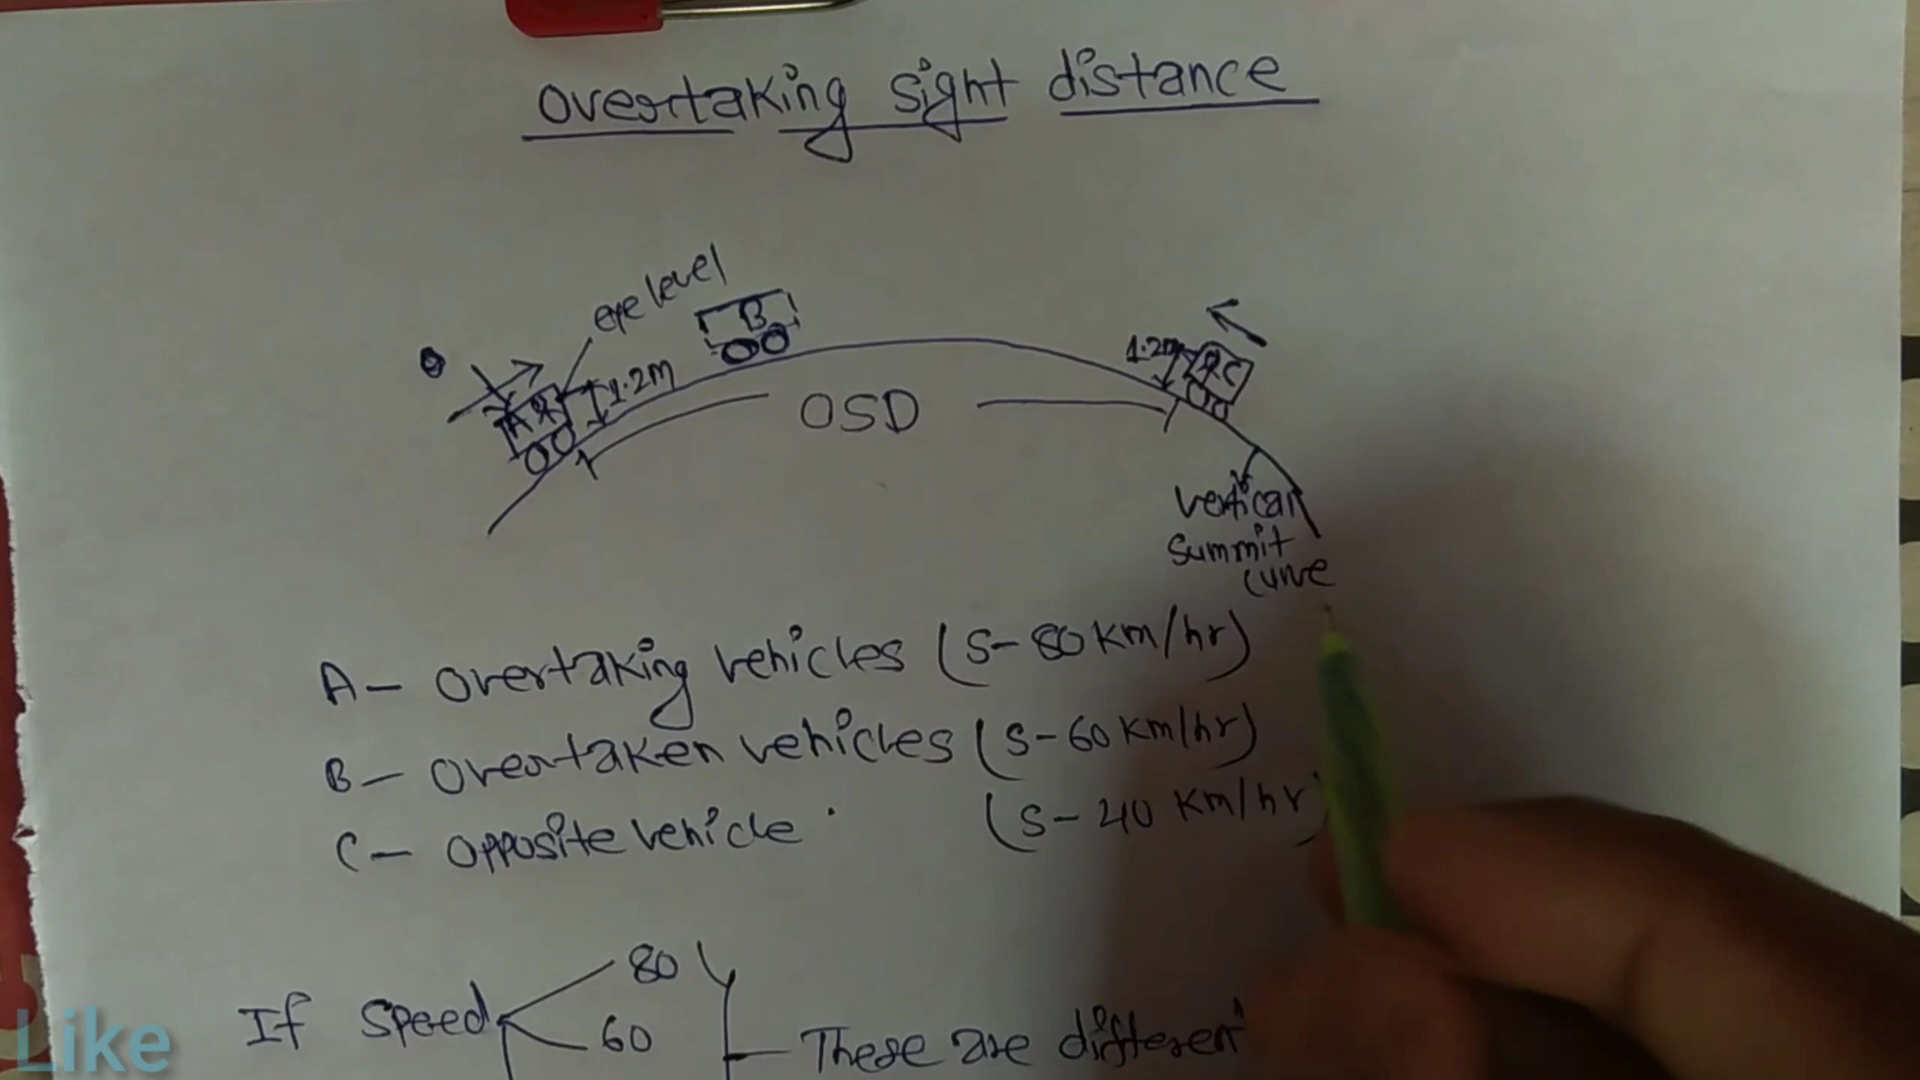 Overtaking sight distance
eye level
B
1.2m
A
1.2m
C
OSD
Vertical
Summit
Curve
A- Overtaking vehicles (S-80 Km/hr)
B- Overtaken vehicles (S-60 Km/hr)
C- Opposite vehicle (S-40 Km/hr)
80
If speed
60
These are different
Like